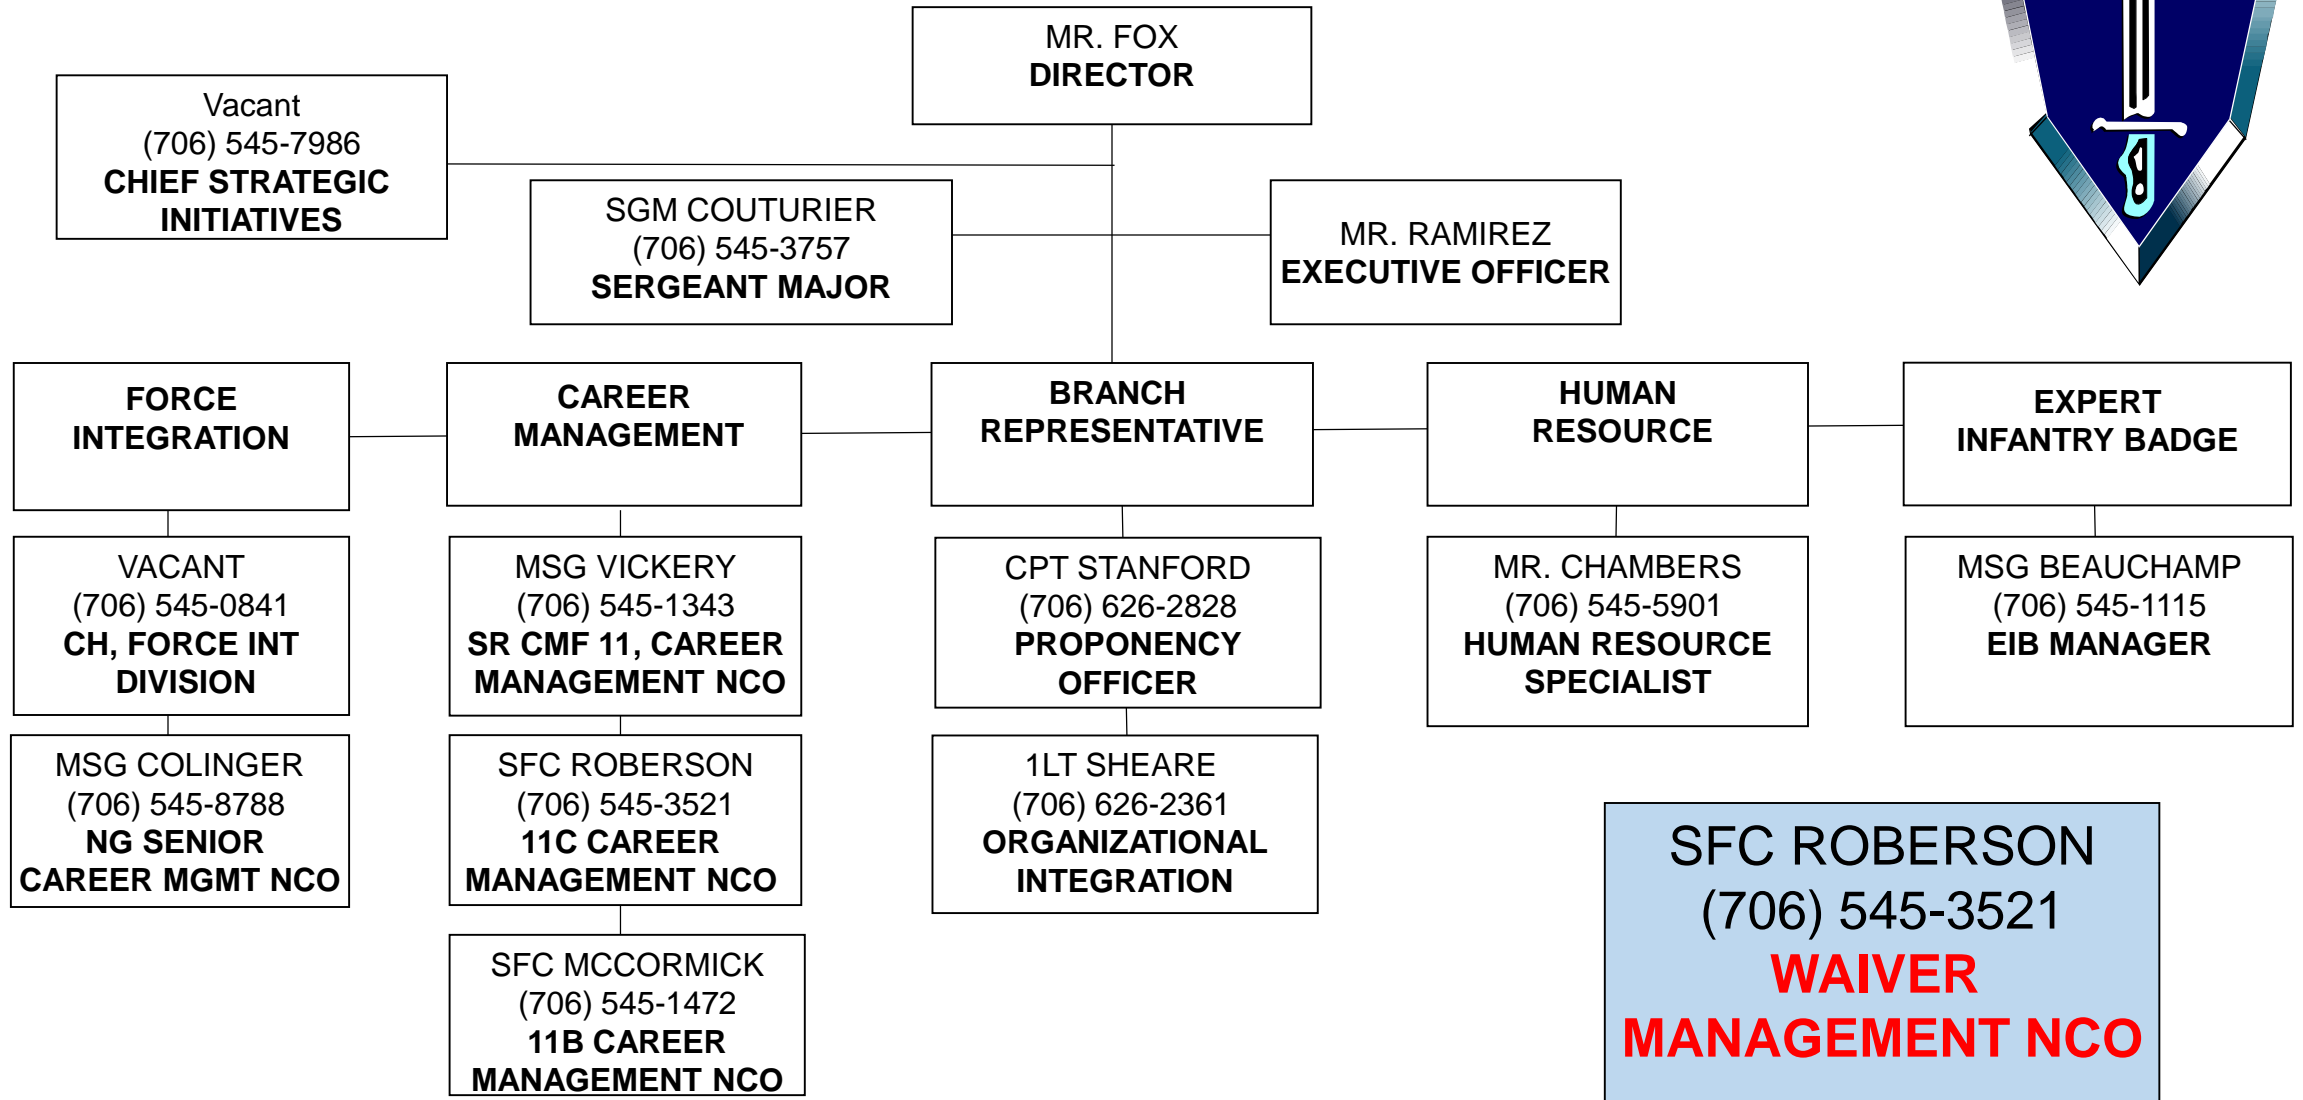 MR. FOX
DIRECTOR
Vacant
(706) 545-7986
CHIEF STRATEGIC
INITIATIVES
SGM COUTURIER
(706) 545-3757
SERGEANT MAJOR
MR. RAMIREZ
EXECUTIVE OFFICER
FORCE
INTEGRATION
CAREER
MANAGEMENT
BRANCH
REPRESENTATIVE
HUMAN
RESOURCE
EXPERT
INFANTRY BADGE
VACANT
(706) 545-0841
CH, FORCE INT
DIVISION
MSG VICKERY
(706) 545-1343
SR CMF 11, CAREER
MANAGEMENT NCO
CPT STANFORD
(706) 626-2828
PROPONENCY
OFFICER
MR. CHAMBERS
(706) 545-5901
HUMAN RESOURCE
SPECIALIST
MSG BEAUCHAMP
(706) 545-1115
EIB MANAGER
MSG COLINGER
(706) 545-8788
NG SENIOR
CAREER MGMT NCO
SFC ROBERSON
(706) 545-3521
11C CAREER
MANAGEMENT NCO
1LT SHEARE
(706) 626-2361
ORGANIZATIONAL
INTEGRATION
SFC MCCORMICK
(706) 545-1472
11B CAREER
MANAGEMENT NCO
SFC ROBERSON
(706) 545-3521
WAIVER
MANAGEMENT NCO